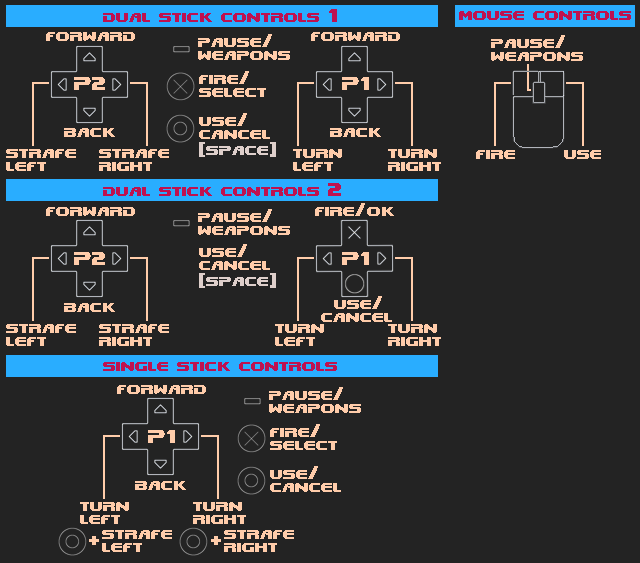 DUAL STICK CONTROLS 1
FORWARD
P2
BACK
STRAFE
LEFT
STRAFE
RIGHT
PAUSE/
WEAPONS
FIRE/
SELECT
USE/
CANCEL
[SPACE]
FORWARD
P1
BACK
TURN
LEFT
TURN
RIGHT
MOUSE CONTROLS
PAUSE/
WEAPONS
FIRE
USE
DUAL STICK CONTROLS 2
FORWARD
P2
BACK
STRAFE
LEFT
STRAFE
RIGHT
PAUSE/
WEAPONS
USE/
CANCEL
[SPACE]
FIRE/OK
P1
USE/
CANCEL
TURN
LEFT
TURN
RIGHT
SINGLE STICK CONTROLS
FORWARD
P1
BACK
TURN
LEFT
TURN
RIGHT
+STRAFE
LEFT
+STRAFE
RIGHT
PAUSE/
WEAPONS
FIRE/
SELECT
USE/
CANCEL